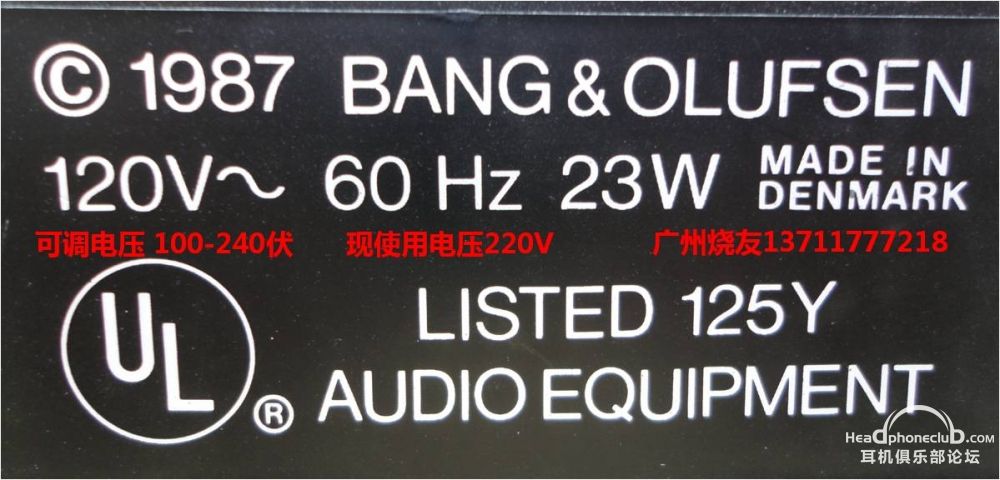 © 1987 BANG & OLUFSEN
120V~ 60 Hz 23W MADE IN DENMARK
可调电压 100-240伏 现使用电压220V 广州烧友13711777218
UL ® LISTED 125Y
AUDIO EQUIPMENT
Headphoneclub.com
耳机俱乐部论坛